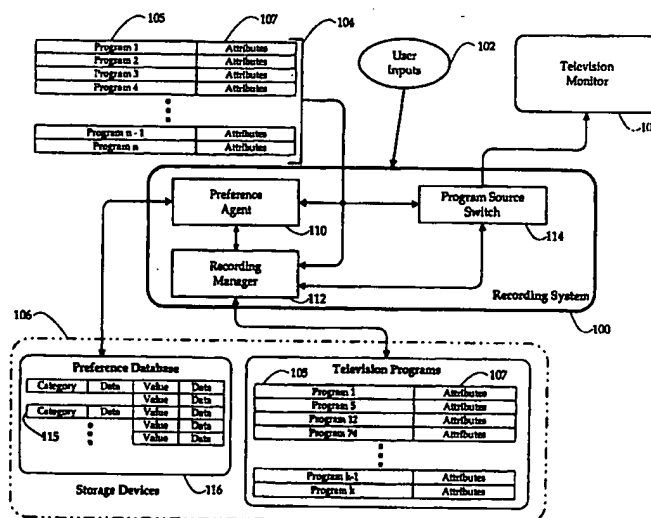 105
107
104
Program 1 Attributes
Program 2 Attributes
Program 3 Attributes
Program 4 Attributes
Program n - 1 Attributes
Program n Attributes
User
Inputs
102
Television
Monitor
10
Preference
Agent
110
Program Source
Switch
114
Recording
Manager
112
Recording System
100
106
Preference Database
Category Data Value Data
Value Data
Category Data Value Data
Value Data
Value Data
115
116
Storage Devices
Television Programs
105
107
Program 1 Attributes
Program 5 Attributes
Program 12 Attributes
Program 74 Attributes
Program k-1 Attributes
Program k Attributes